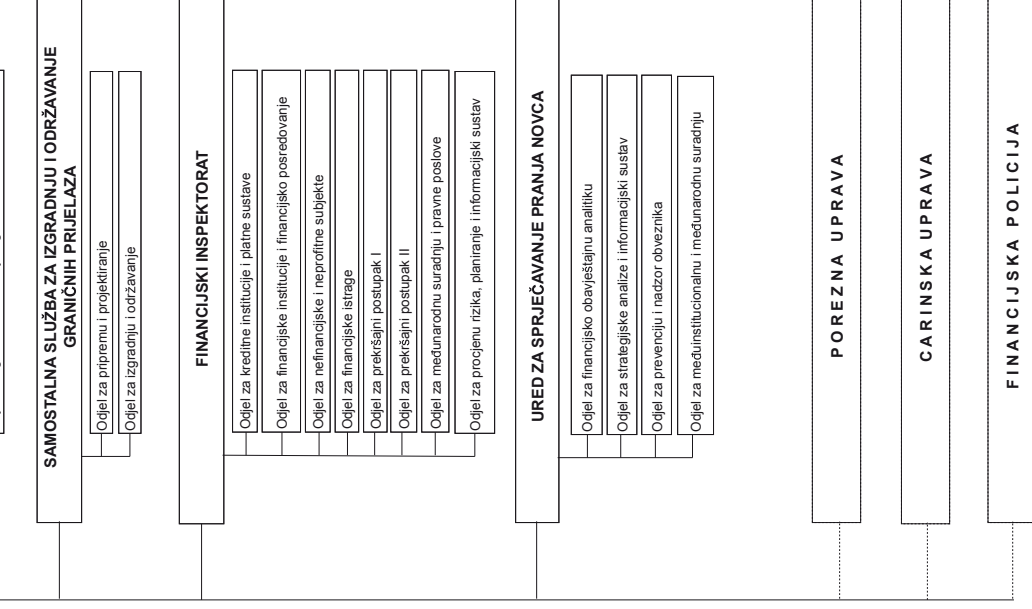 SAMOSTALNA SLUŽBA ZA IZGRADNJU I ODRŽAVANJE
GRANIČNIH PRIJELAZA
Odjel za pripremu i projektiranje
Odjel za izgradnju i održavanje
FINANCIJSKI INSPEKTORAT
Odjel za kreditne institucije i platne sustave
Odjel za financijske institucije i financijsko posredovanje
Odjel za nefinancijske i neprofitne subjekte
Odjel za financijske istrage
Odjel za prekršajni postupak I
Odjel za prekršajni postupak II
Odjel za međunarodnu suradnju i pravne poslove
Odjel za procjenu rizika, planiranje i informacijski sustav
URED ZA SPRJEČAVANJE PRANJA NOVCA
Odjel za financijsko obavještajnu analitiku
Odjel za strategijske analize i informacijski sustav
Odjel za prevenciju i nadzor obveznika
Odjel za međuinstitucionalnu i međunarodnu suradnju
POREZNA UPRAVA
CARINSKA UPRAVA
FINANCIJSKA POLICIJA